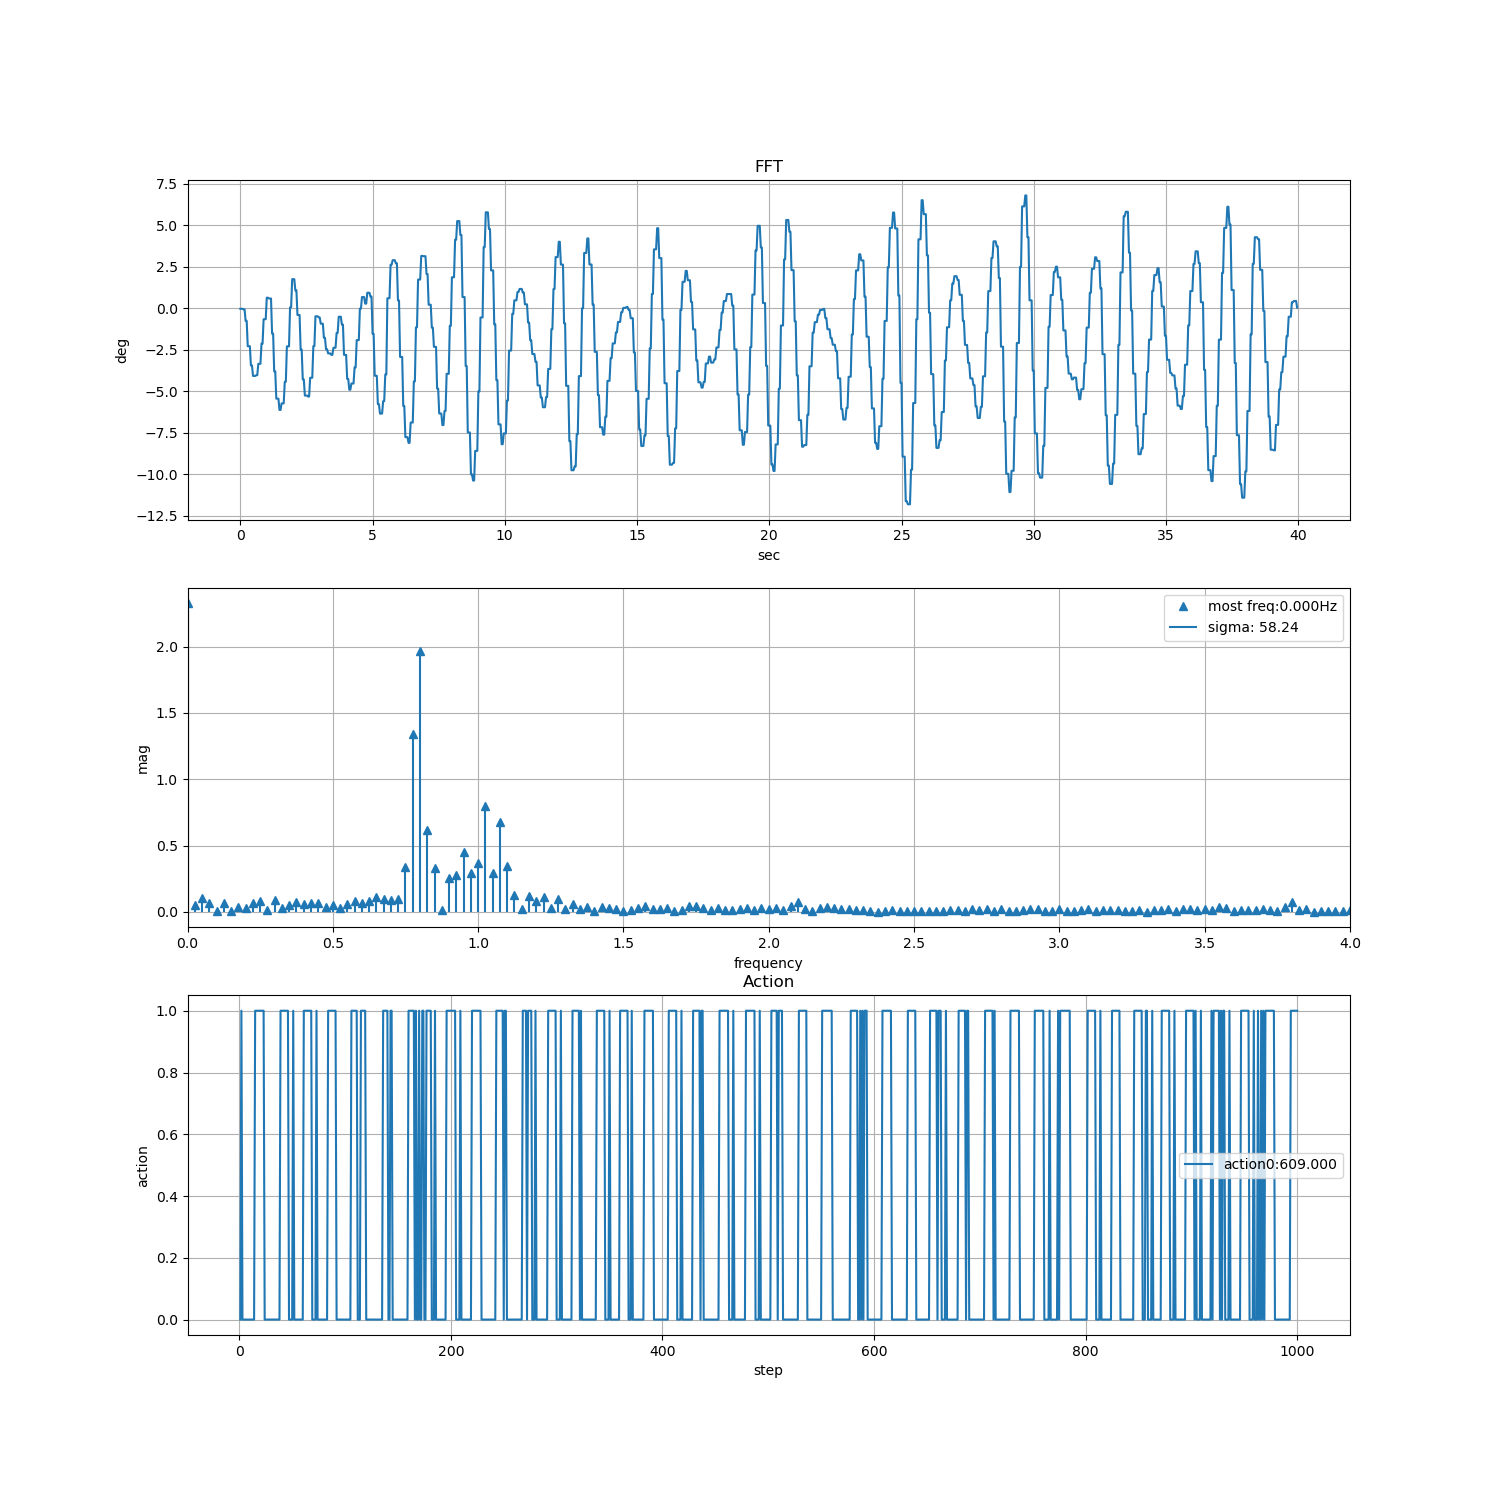 FFT
7.5
5.0
2.5
0.0
−2.5
−5.0
−7.5
−10.0
−12.5
deg
0 5 10 15 20 25 30 35 40
sec
most freq:0.000Hz
sigma: 58.24
2.0
1.5
1.0
0.5
0.0
mag
0.0 0.5 1.0 1.5 2.0 2.5 3.0 3.5 4.0
frequency
Action
1.0
0.8
0.6
0.4
0.2
0.0
action
action0:609.000
0 200 400 600 800 1000
step